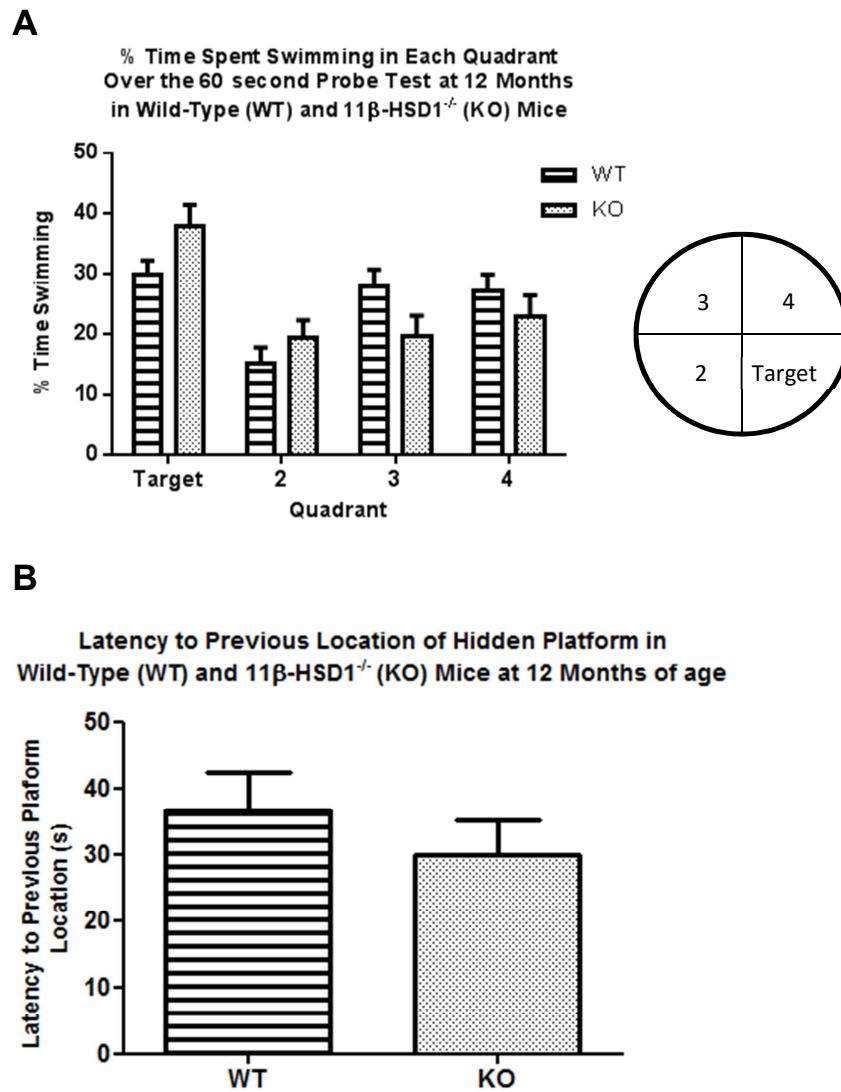 A
% Time Spent Swimming in Each Quadrant
Over the 60 second Probe Test at 12 Months
in Wild-Type (WT) and 11β-HSD1⁻/⁻ (KO) Mice
% Time Swimming
50
40
30
20
10
0
Target
2
3
4
Quadrant
WT
KO
3
4
2
Target
B
Latency to Previous Location of Hidden Platform in
Wild-Type (WT) and 11β-HSD1⁻/⁻ (KO) Mice at 12 Months of age
Latency to Previous Plaform
Location (s)
50
40
30
20
10
0
WT
KO